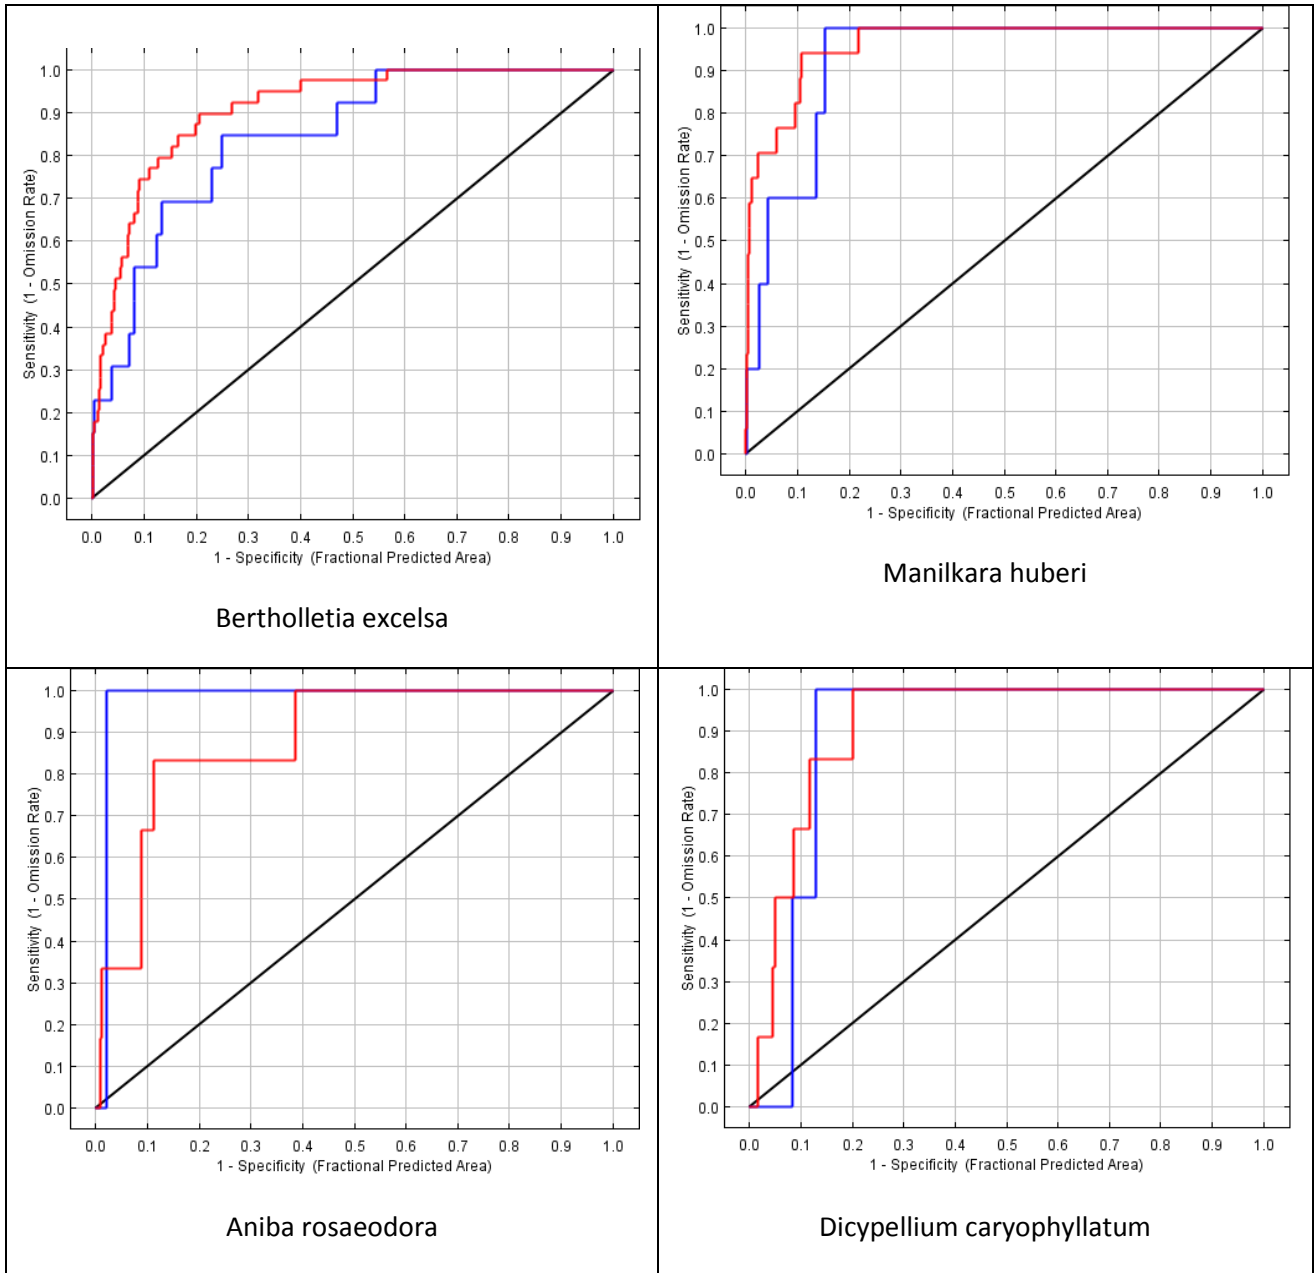 1.0
0.9
0.8
0.7
0.6
0.5
0.4
0.3
0.2
0.1
0.0
Sensitivity (1 - Omission Rate)
0.0 0.1 0.2 0.3 0.4 0.5 0.6 0.7 0.8 0.9 1.0
1 - Specificity (Fractional Predicted Area)
Bertholletia excelsa
1.0
0.9
0.8
0.7
0.6
0.5
0.4
0.3
0.2
0.1
0.0
Sensitivity (1 - Omission Rate)
0.0 0.1 0.2 0.3 0.4 0.5 0.6 0.7 0.8 0.9 1.0
1 - Specificity (Fractional Predicted Area)
Manilkara huberi
1.0
0.9
0.8
0.7
0.6
0.5
0.4
0.3
0.2
0.1
0.0
Sensitivity (1 - Omission Rate)
0.0 0.1 0.2 0.3 0.4 0.5 0.6 0.7 0.8 0.9 1.0
1 - Specificity (Fractional Predicted Area)
Aniba rosaeodora
1.0
0.9
0.8
0.7
0.6
0.5
0.4
0.3
0.2
0.1
0.0
Sensitivity (1 - Omission Rate)
0.0 0.1 0.2 0.3 0.4 0.5 0.6 0.7 0.8 0.9 1.0
1 - Specificity (Fractional Predicted Area)
Dicypellium caryophyllatum